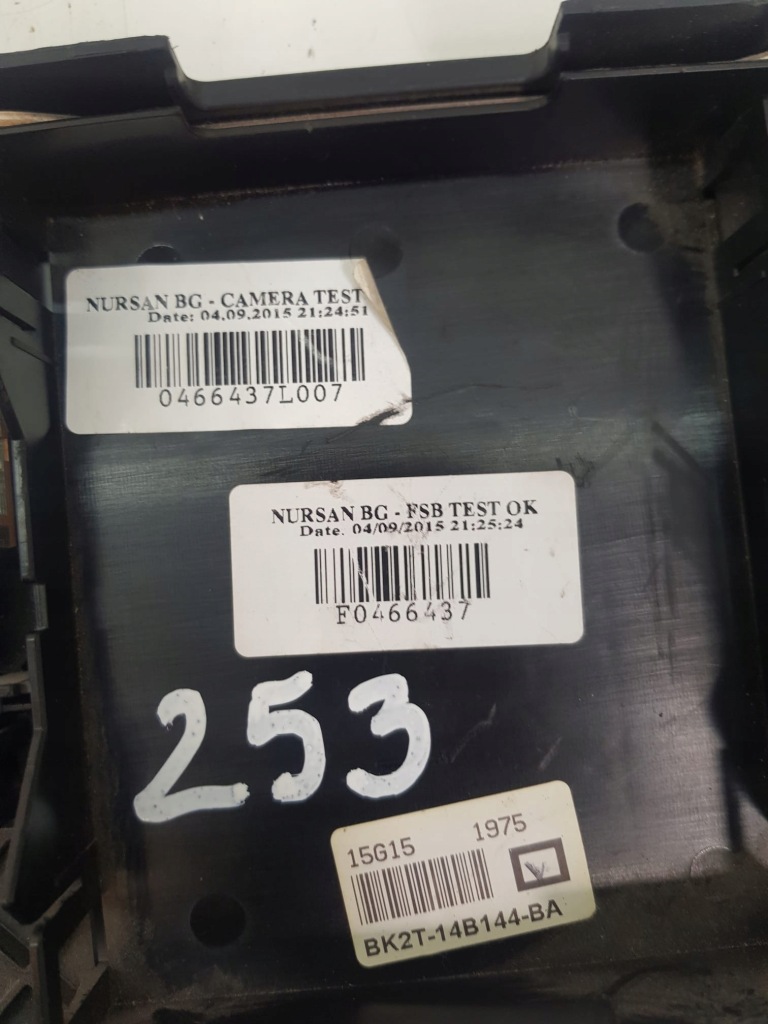 NURSAN BG - CAMERA TEST
Date: 04.09.2015 21:24:51
0466437L007
NURSAN BG - FSB TEST OK
Date. 04/09/2015 21:25:24
F0466437
253
15G15 1975
BK2T-14B144-BA